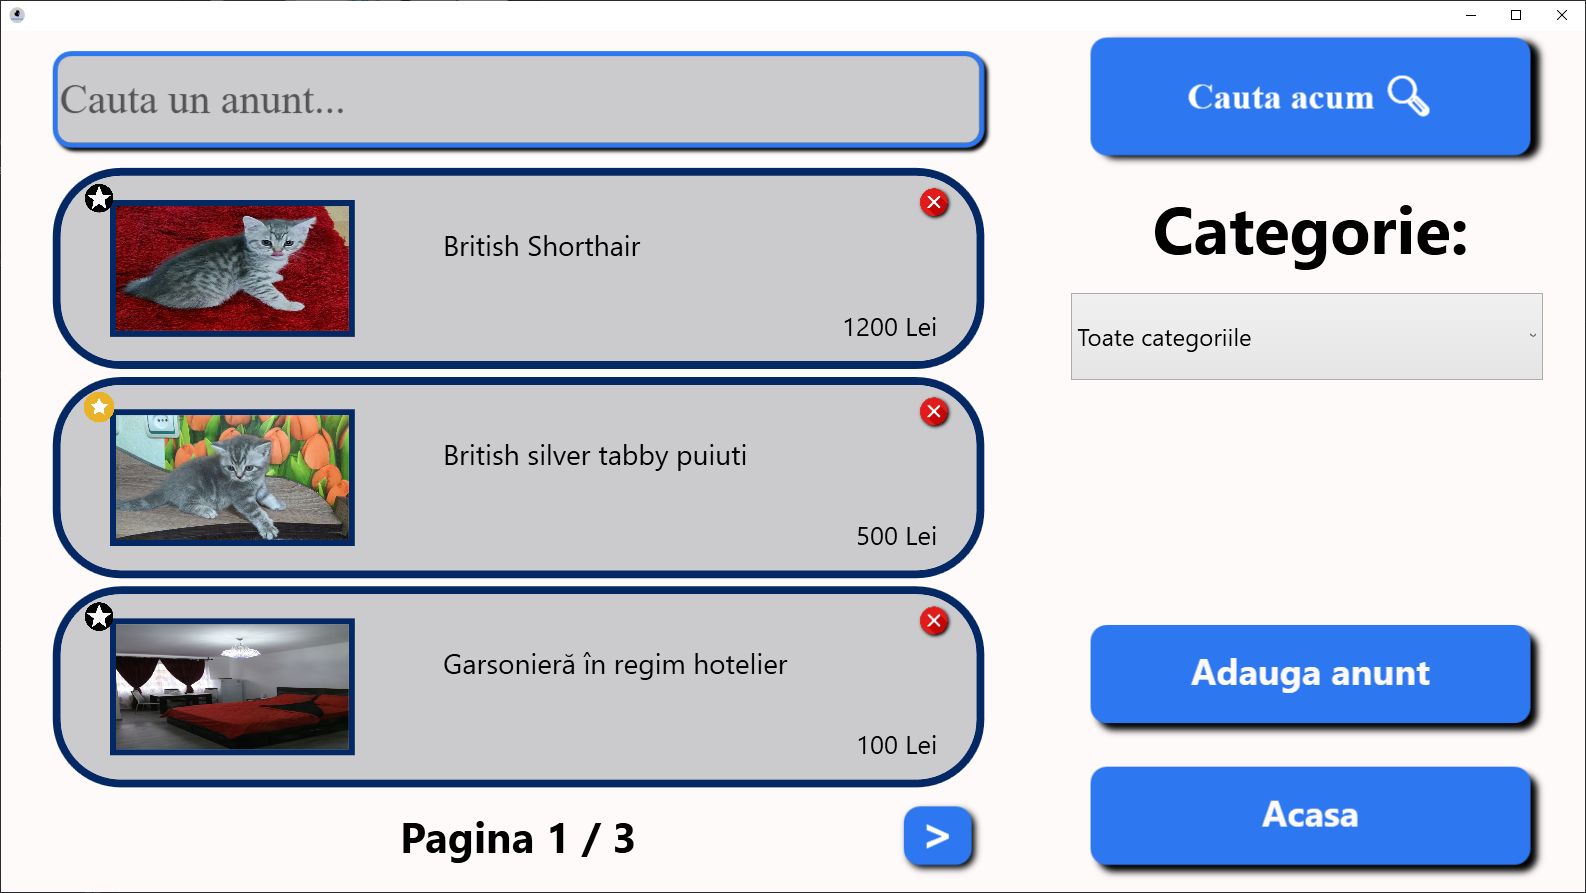 Cauta un anunt...
Cauta acum
British Shorthair
1200 Lei
British silver tabby puiuti
500 Lei
Garsonieră în regim hotelier
100 Lei
Pagina 1 / 3
>
Categorie:
Toate categoriile
Adauga anunt
Acasa